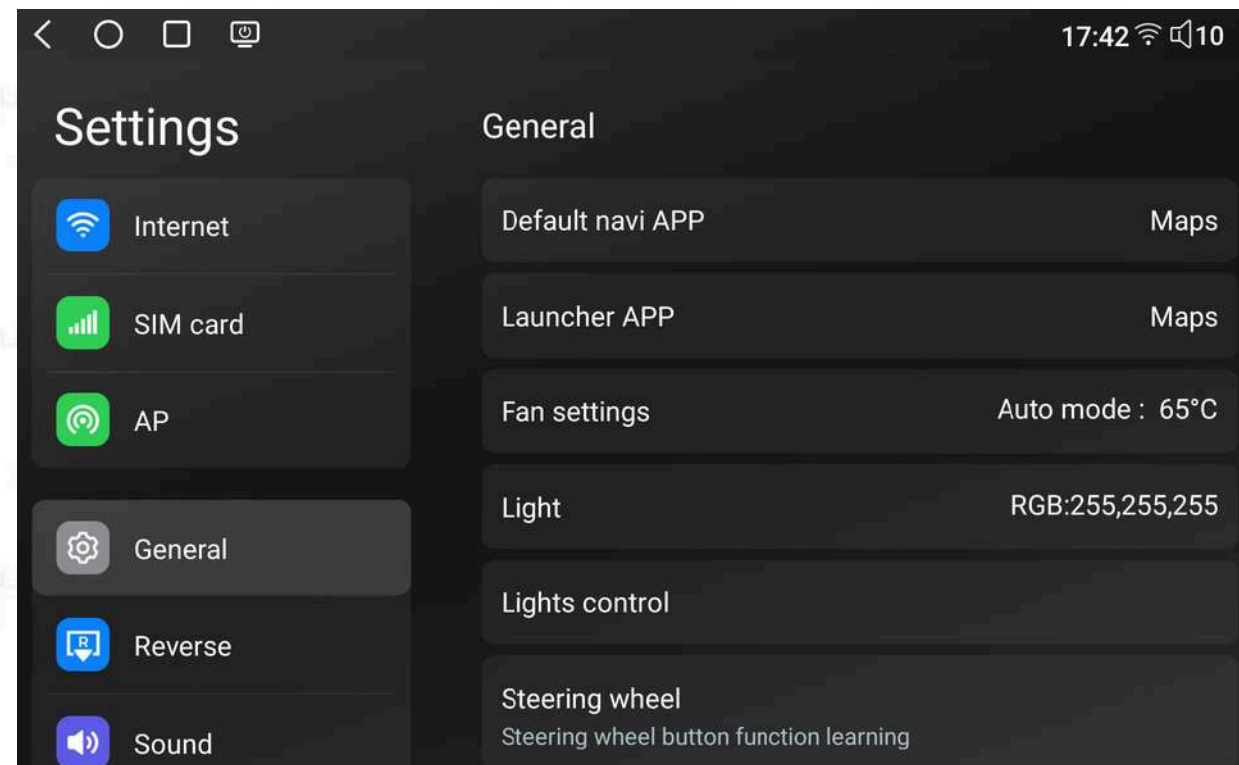 17:42 10
Settings
Internet
SIM card
AP
General
Reverse
Sound
General
Default navi APP Maps
Launcher APP Maps
Fan settings Auto mode : 65°C
Light RGB:255,255,255
Lights control
Steering wheel
Steering wheel button function learning